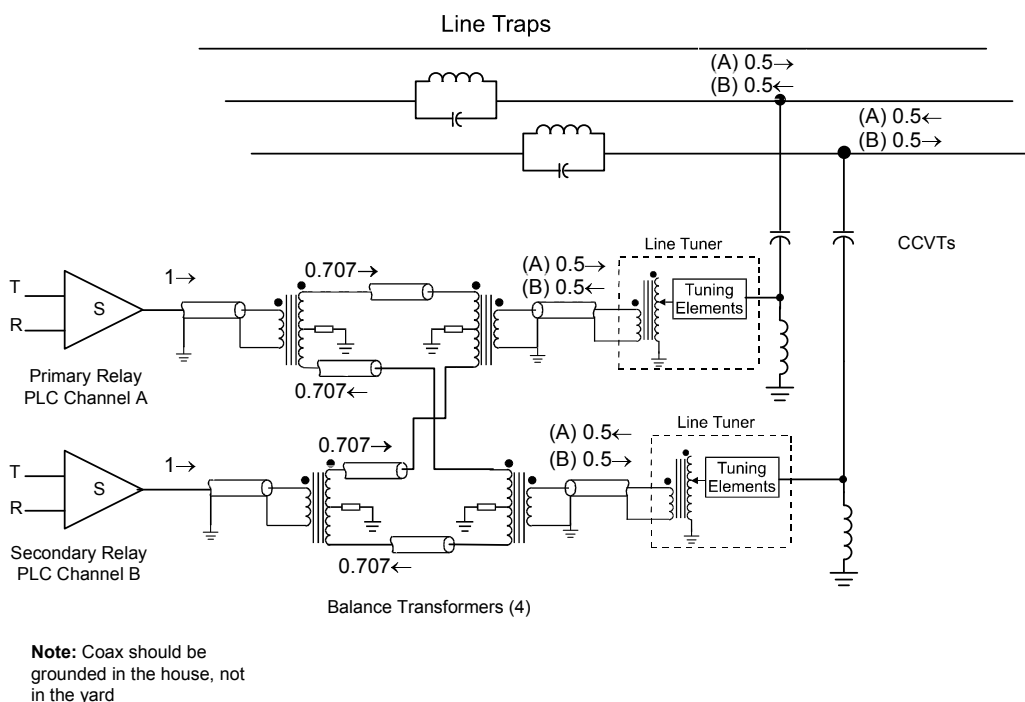 Line Traps
(A) 0.5→
(B) 0.5←
(A) 0.5←
(B) 0.5→
CCVTs
T
R
S
1→
0.707→
0.707←
(A) 0.5→
(B) 0.5←
Line Tuner
Tuning
Elements
Primary Relay
PLC Channel A
T
R
S
1→
0.707→
0.707←
(A) 0.5←
(B) 0.5→
Line Tuner
Tuning
Elements
Secondary Relay
PLC Channel B
Balance Transformers (4)
Note: Coax should be
grounded in the house, not
in the yard